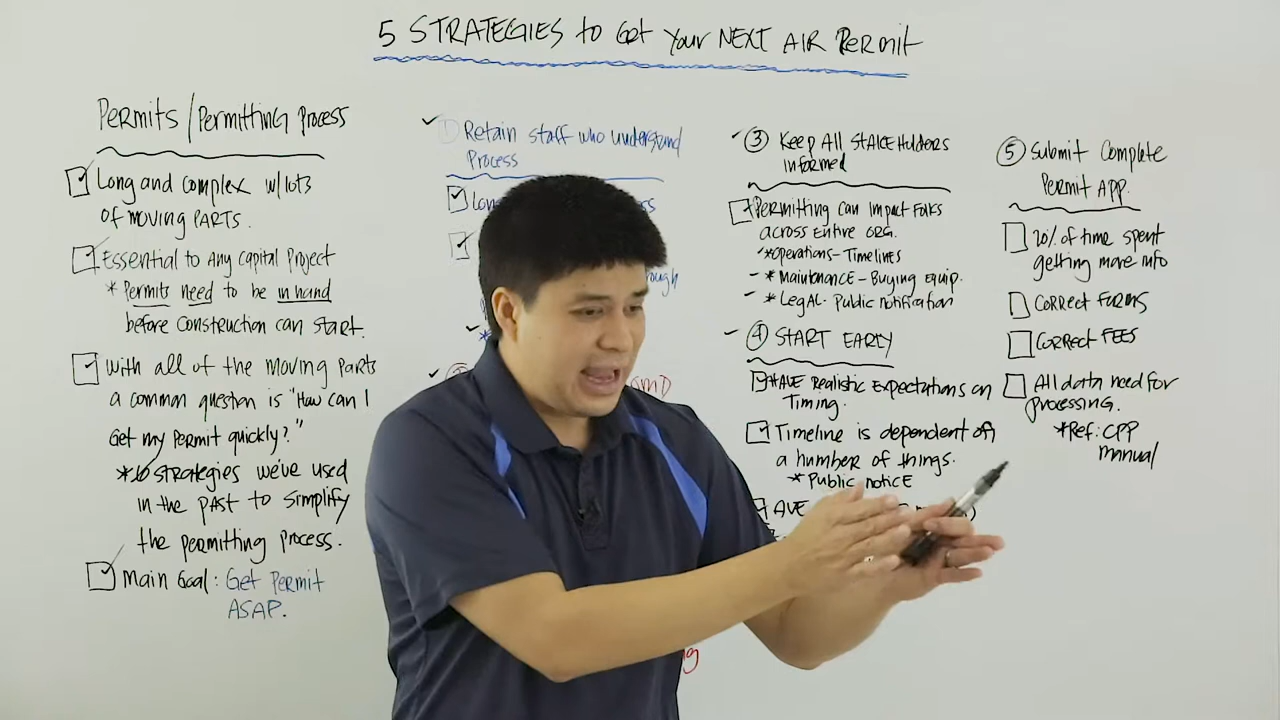 5 STRATEGIES to Get Your NEXT AIR Permit
Permits/Permitting Process
Long and complex w/lots
of moving PARTS.
Essential to Any Capital Project
* Permits need to be in hand
before Construction can start.
With all of the moving Parts
a common question is "How can I
Get my Permit quickly?"
strategies we've used
in the past to simplify
the permitting process.
Main Goal: Get Permit
ASAP.
① Retain staff who understand
Process
③ Keep All StakeHolders
informed
Permitting can impact folks
across Entire ORG.
*Operations-Timelines
- * Maintenance - Buying Equip.
- * Legal- Public notification
④ START EARLY
HAVE Realistic Expectations on
Timing.
Timeline is dependent on
a number of things.
* Public notice
AVE
⑤ Submit Complete
Permit APP.
20% of time spent
getting more info
Correct Forms
Correct FEES
All data need for
processing.
*Ref: CPP
manual